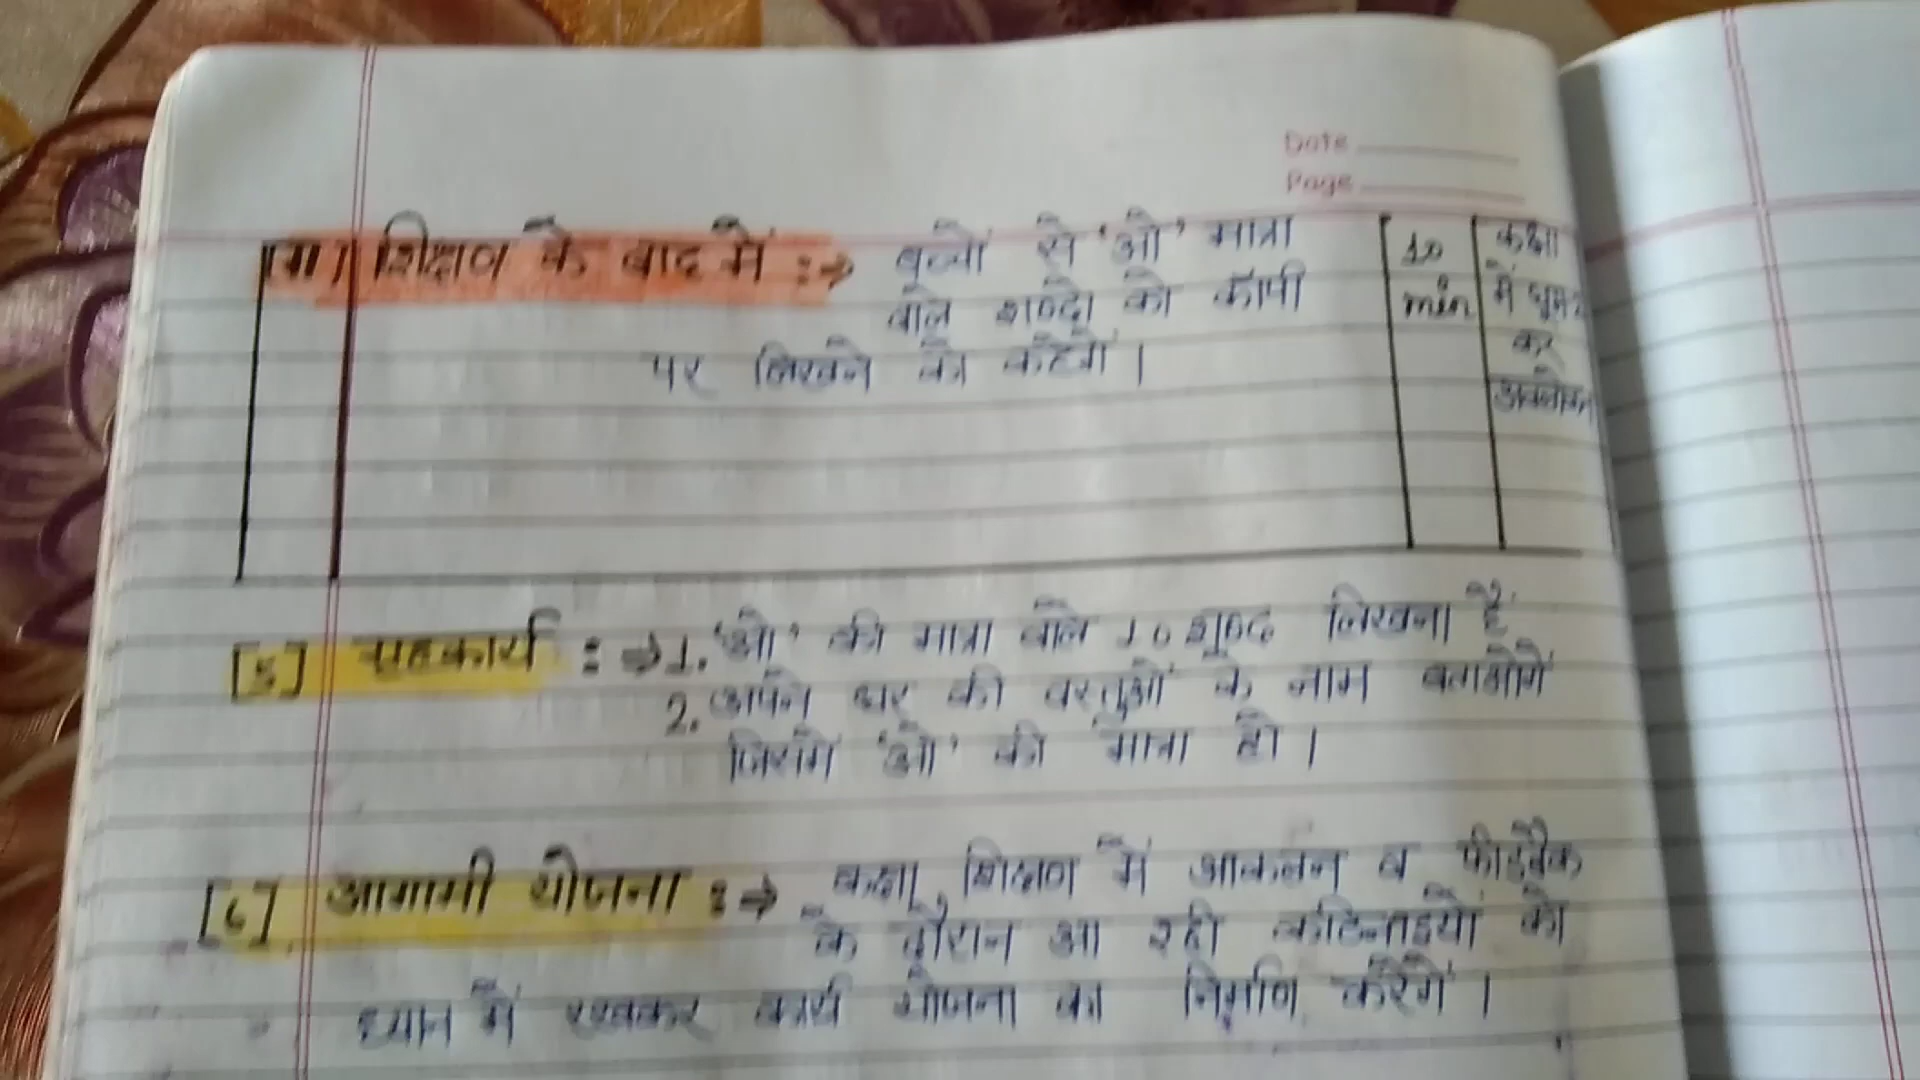 Date
Page
(ग) शिक्षण के बाद में :⇒ बच्चों से 'ओ' मात्रा
वाले शब्दो को कॉपी
पर लिखने को कहेगें ।
10
min
कक्षा
में घूम
कर
अवलोकन
[5] गृहकार्य :⇒ 1. 'ओ' की मात्रा वाले 10 शब्द लिखना है
2. अपने घर की वस्तुओं के नाम बताओगें
जिसमें 'ओ' की मात्रा हो ।
[6] आगामी योजना :⇒ कक्षा शिक्षण में आकलन व फीडबैक
के दौरान आ रही कठिनाइयों को
ध्यान में रखकर कार्य योजना का निर्माण करेंगें ।